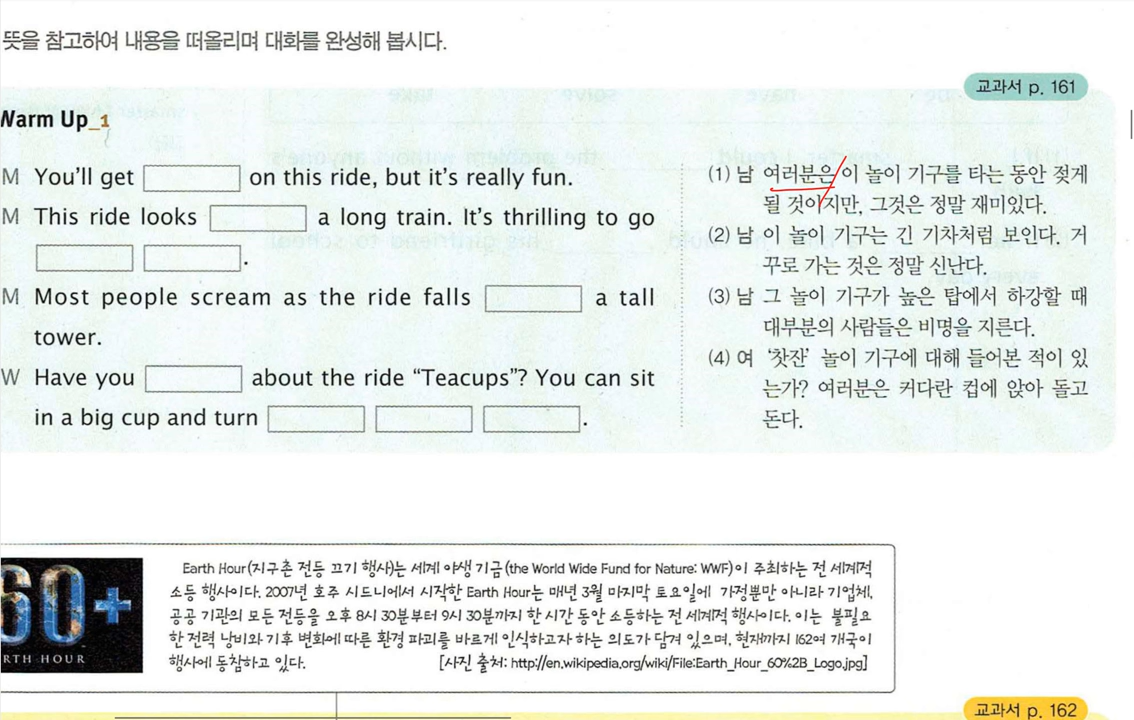 뜻을 참고하여 내용을 떠올리며 대화를 완성해 봅시다.
교과서 p. 161
Warm Up_1
M You'll get on this ride, but it's really fun.
M This ride looks a long train. It's thrilling to go
.
M Most people scream as the ride falls a tall
tower.
W Have you about the ride “Teacups”? You can sit
in a big cup and turn .
(1) 남 여러분은 이 놀이 기구를 타는 동안 젖게
될 것이지만, 그것은 정말 재미있다.
(2) 남 이 놀이 기구는 긴 기차처럼 보인다. 거
꾸로 가는 것은 정말 신난다.
(3) 남 그 놀이 기구가 높은 탑에서 하강할 때
대부분의 사람들은 비명을 지른다.
(4) 여 ‘찻잔’ 놀이 기구에 대해 들어본 적이 있
는가? 여러분은 커다란 컵에 앉아 돌고
돈다.
60+
RTH HOUR
Earth Hour(지구촌 전등 끄기 행사)는 세계 야생 기금(the World Wide Fund for Nature: WWF)이 주최하는 전 세계적
소등 행사이다. 2007년 호주 시드니에서 시작한 Earth Hour는 매년 3월 마지막 토요일에 가정뿐만 아니라 기업체,
공공 기관의 모든 전등을 오후 8시 30분부터 9시 30분까지 한 시간 동안 소등하는 전 세계적 행사이다. 이는 불필요
한 전력 낭비와 기후 변화에 따른 환경 파괴를 바르게 인식하고자 하는 의도가 담겨 있으며, 현재까지 162여 개국이
행사에 동참하고 있다. [사진 출처: http://en.wikipedia.org/wiki/File:Earth_Hour_60%2B_Logo.jpg]
교과서 p. 162